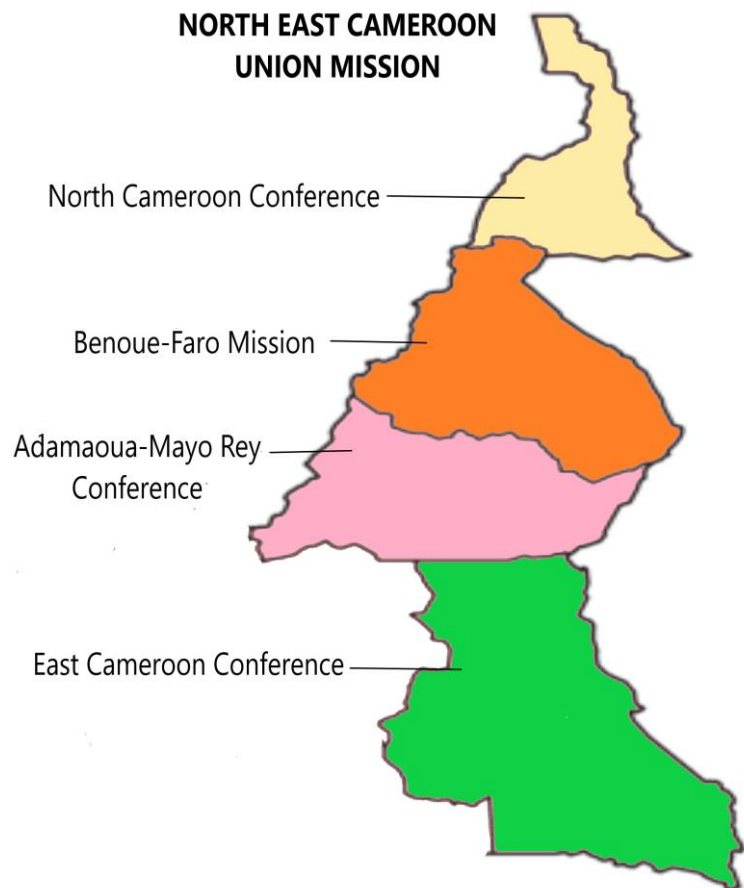 NORTH EAST CAMEROON
UNION MISSION
North Cameroon Conference
Benoue-Faro Mission
Adamaoua-Mayo Rey
Conference
East Cameroon Conference